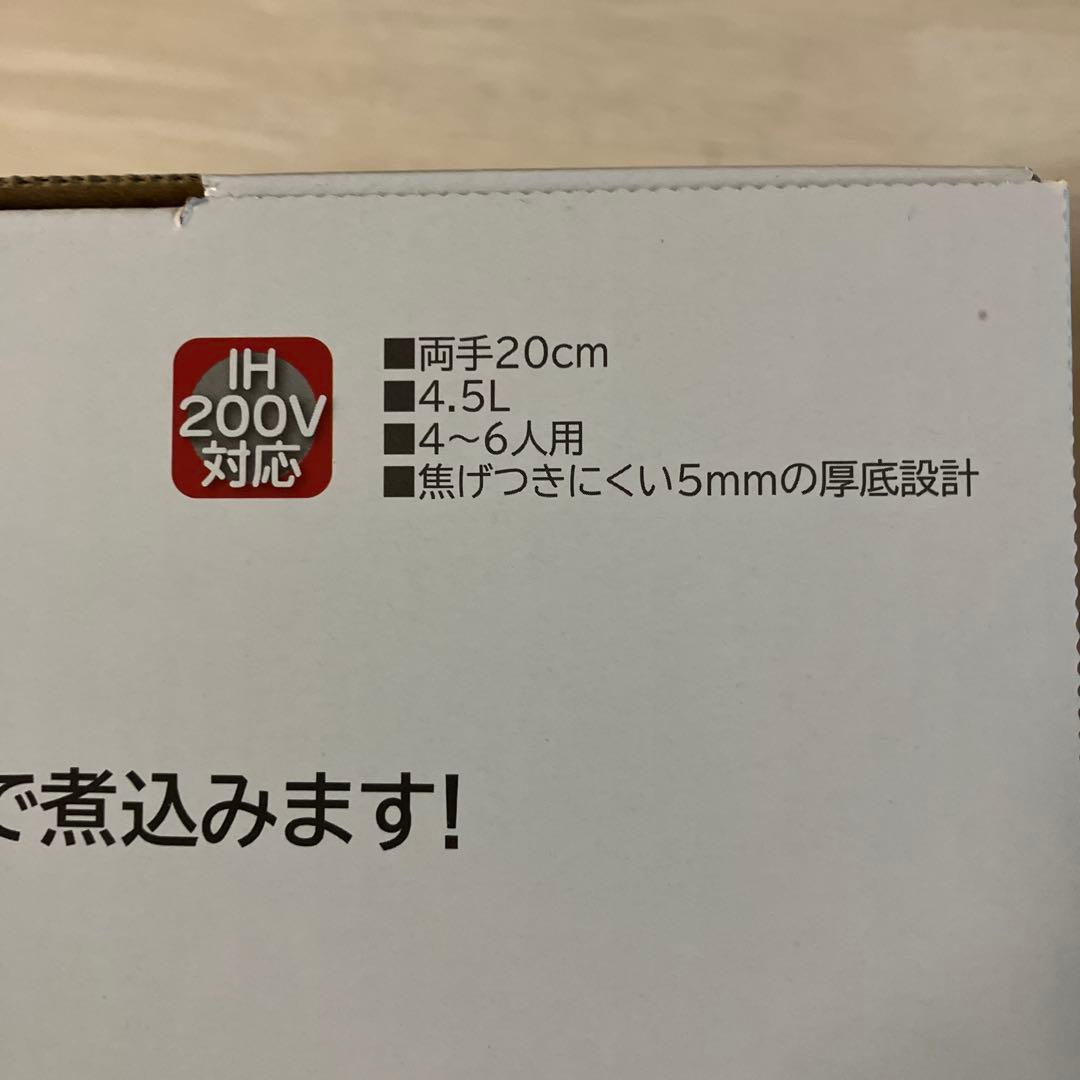 IH
200V
対応
■両手20cm
■4.5L
■4~6人用
■焦げつきにくい5mmの厚底設計
で煮込みます!